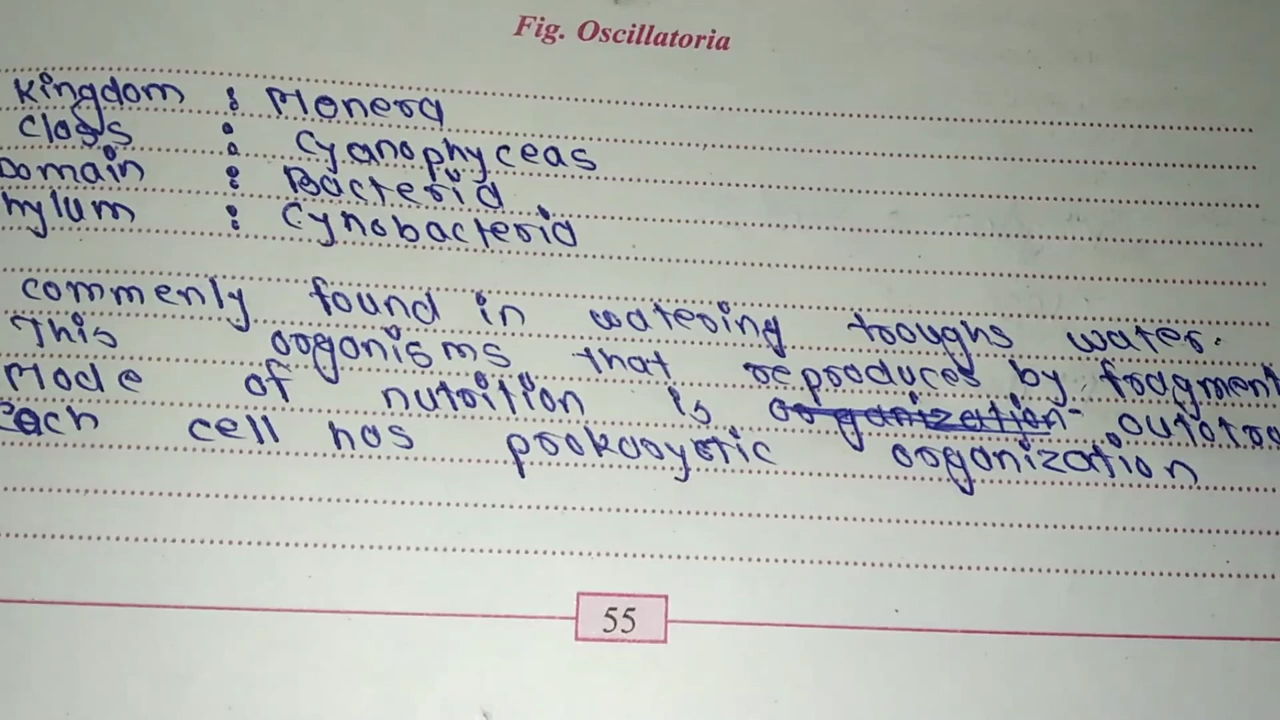 Fig. Oscillatoria
Kingdom : Monera
Class : Cyanophyceas
Domain : Bacteria
hylum : Cynobacteria
commenly found in watering troughs water.
This organisms that reproduces by fragment
Mode of nutrition is organization autotro
Each cell has prokaryotic organization
55